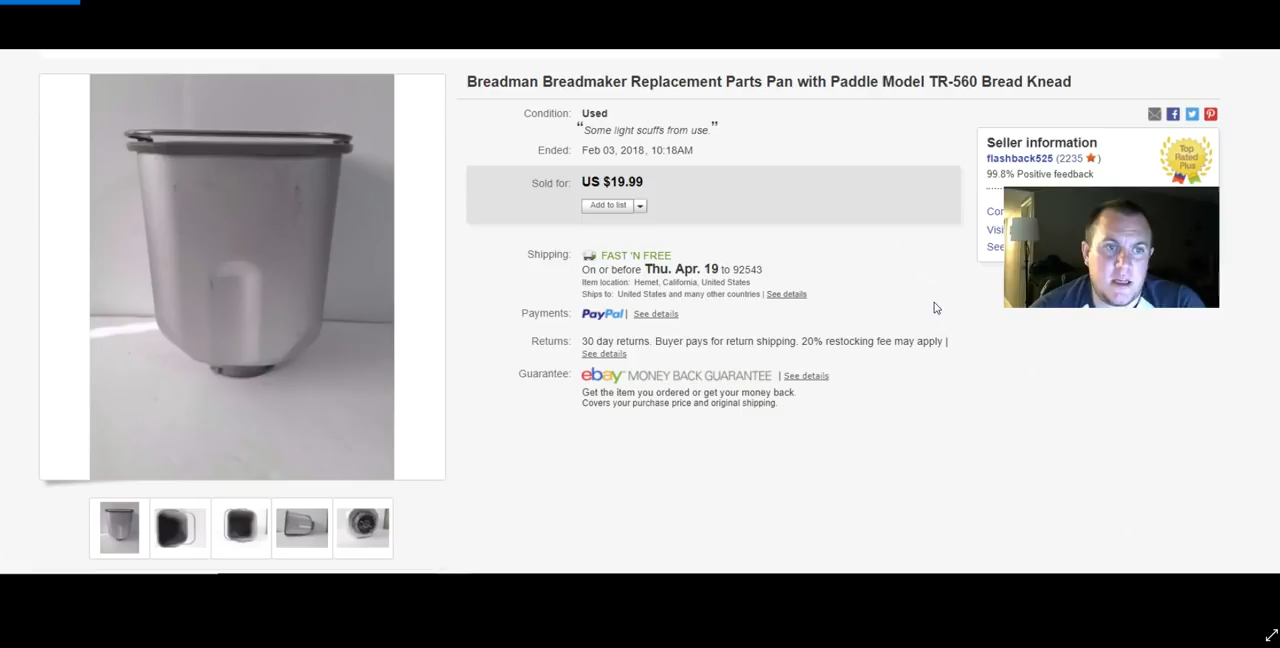 Breadman Breadmaker Replacement Parts Pan with Paddle Model TR-560 Bread Knead
Condition: Used
“Some light scuffs from use.”
Ended: Feb 03, 2018, 10:18AM
Sold for: US $19.99
Add to list
Shipping: FAST 'N FREE
On or before Thu. Apr. 19 to 92543
Item location: Hemet, California, United States
Ships to: United States and many other countries | See details
Payments: PayPal | See details
Returns: 30 day returns. Buyer pays for return shipping. 20% restocking fee may apply |
See details
Guarantee: ebay MONEY BACK GUARANTEE | See details
Get the item you ordered or get your money back.
Covers your purchase price and original shipping.
Seller information
flashback525 (2235 ★ )
99.8% Positive feedback
Top
Rated
Plus
Con
Visi
See